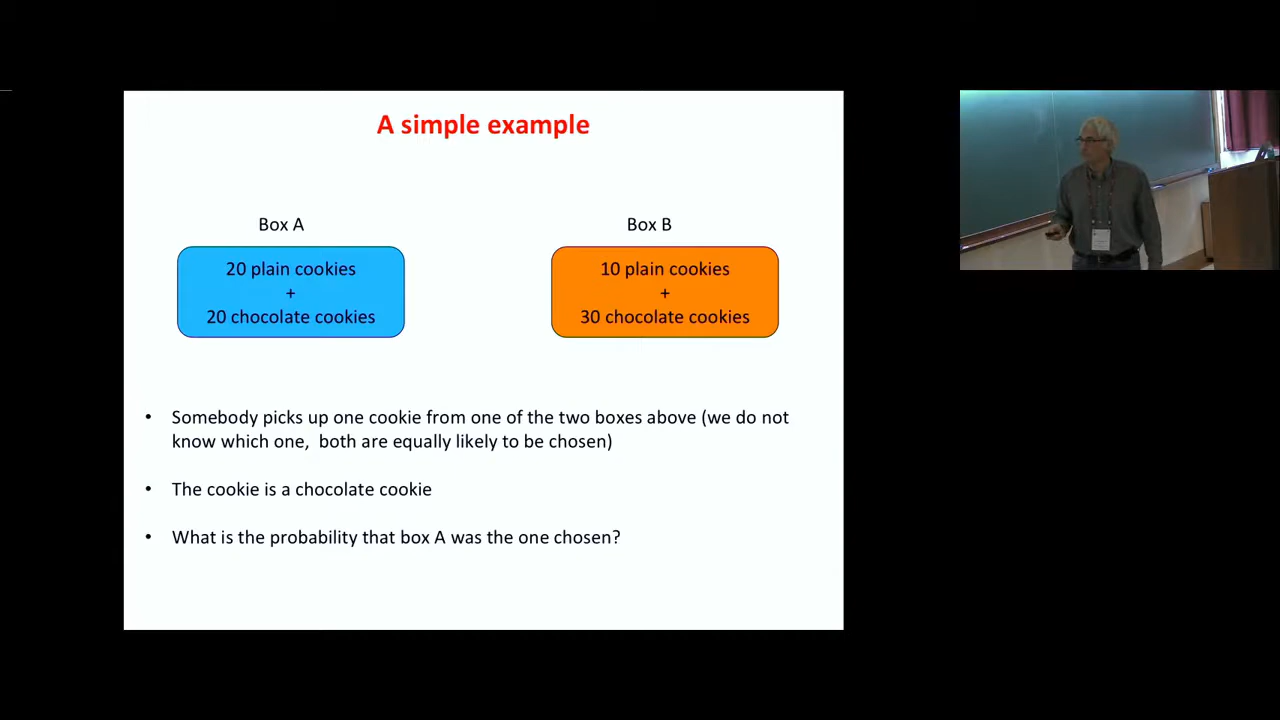 A simple example
Box A
Box B
20 plain cookies
+
20 chocolate cookies
10 plain cookies
+
30 chocolate cookies
• Somebody picks up one cookie from one of the two boxes above (we do not
know which one,  both are equally likely to be chosen)
• The cookie is a chocolate cookie
• What is the probability that box A was the one chosen?